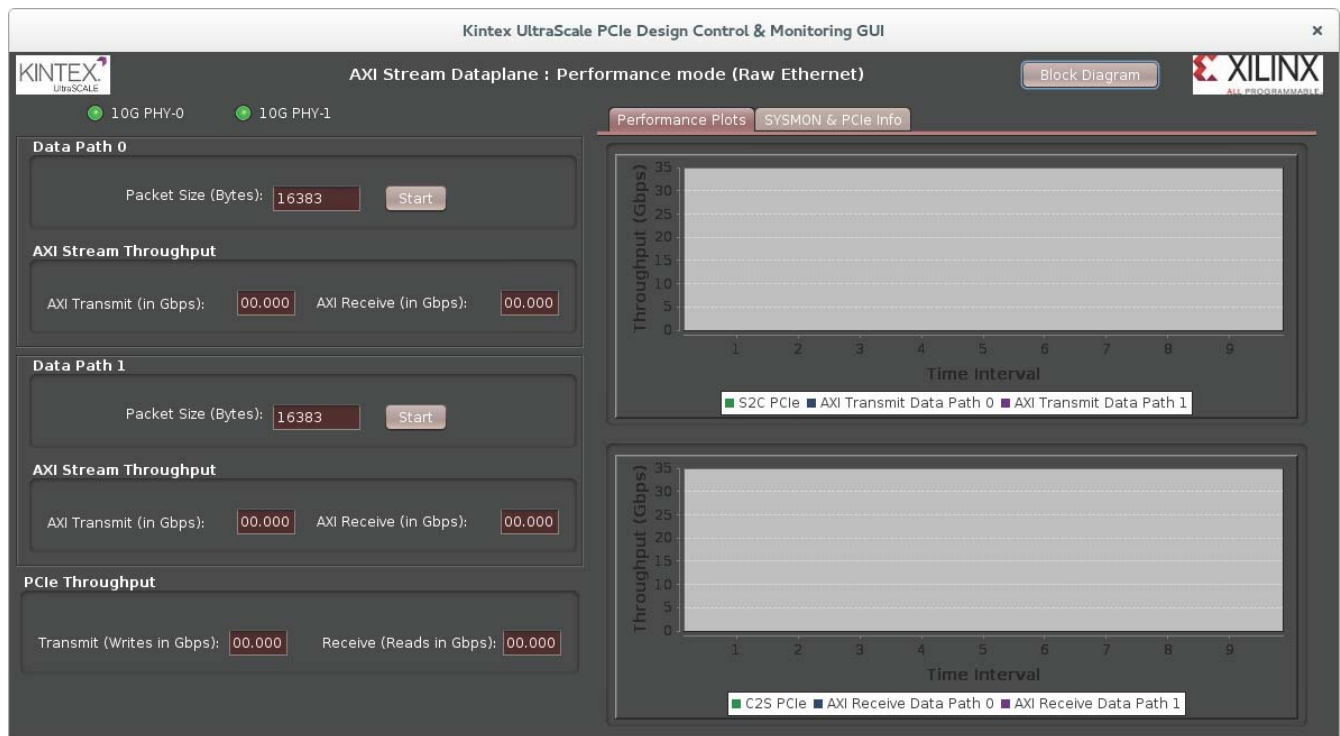 Kintex UltraScale PCIe Design Control & Monitoring GUI x
KINTEX.
UltraSCALE
AXI Stream Dataplane : Performance mode (Raw Ethernet)
Block Diagram
XILINX
ALL PROGRAMMABLE.
10G PHY-0 10G PHY-1
Data Path 0
Packet Size (Bytes): 16383 Start
AXI Stream Throughput
AXI Transmit (in Gbps): 00.000 AXI Receive (in Gbps): 00.000
Data Path 1
Packet Size (Bytes): 16383 Start
AXI Stream Throughput
AXI Transmit (in Gbps): 00.000 AXI Receive (in Gbps): 00.000
PCIe Throughput
Transmit (Writes in Gbps): 00.000 Receive (Reads in Gbps): 00.000
Performance Plots SYSMON & PCIe Info
Throughput (Gbps)
35
30
25
20
15
10
5
0
1 2 3 4 5 6 7 8 9
Time Interval
S2C PCIe AXI Transmit Data Path 0 AXI Transmit Data Path 1
Throughput (Gbps)
35
30
25
20
15
10
5
0
1 2 3 4 5 6 7 8 9
Time Interval
C2S PCIe AXI Receive Data Path 0 AXI Receive Data Path 1